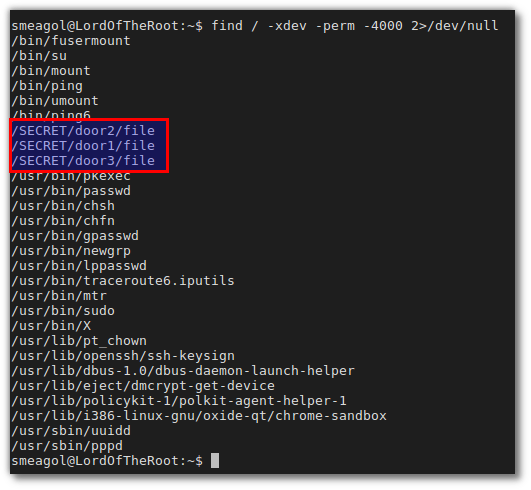 smeagol@LordOfTheRoot:~$ find / -xdev -perm -4000 2>/dev/null
/bin/fusermount
/bin/su
/bin/mount
/bin/ping
/bin/umount
/bin/ping6
/SECRET/door2/file
/SECRET/door1/file
/SECRET/door3/file
/usr/bin/pkexec
/usr/bin/passwd
/usr/bin/chsh
/usr/bin/chfn
/usr/bin/gpasswd
/usr/bin/newgrp
/usr/bin/lppasswd
/usr/bin/traceroute6.iputils
/usr/bin/mtr
/usr/bin/sudo
/usr/bin/X
/usr/lib/pt_chown
/usr/lib/openssh/ssh-keysign
/usr/lib/dbus-1.0/dbus-daemon-launch-helper
/usr/lib/eject/dmcrypt-get-device
/usr/lib/policykit-1/polkit-agent-helper-1
/usr/lib/i386-linux-gnu/oxide-qt/chrome-sandbox
/usr/sbin/uuidd
/usr/sbin/pppd
smeagol@LordOfTheRoot:~$